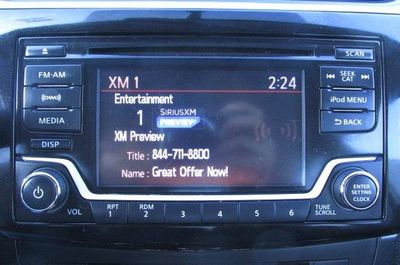 SCAN
FM•AM
XM
MEDIA
DISP
VOL
XM 1
2:24
Entertainment
1
SIRIUSXM
PREVIEW
XM Preview
Title : 844-711-8800
Name : Great Offer Now!
SEEK
CAT
iPod MENU
BACK
ENTER
SETTING
CLOCK
TUNE
SCROLL
RPT
1
RDM
2
3
4
5
6